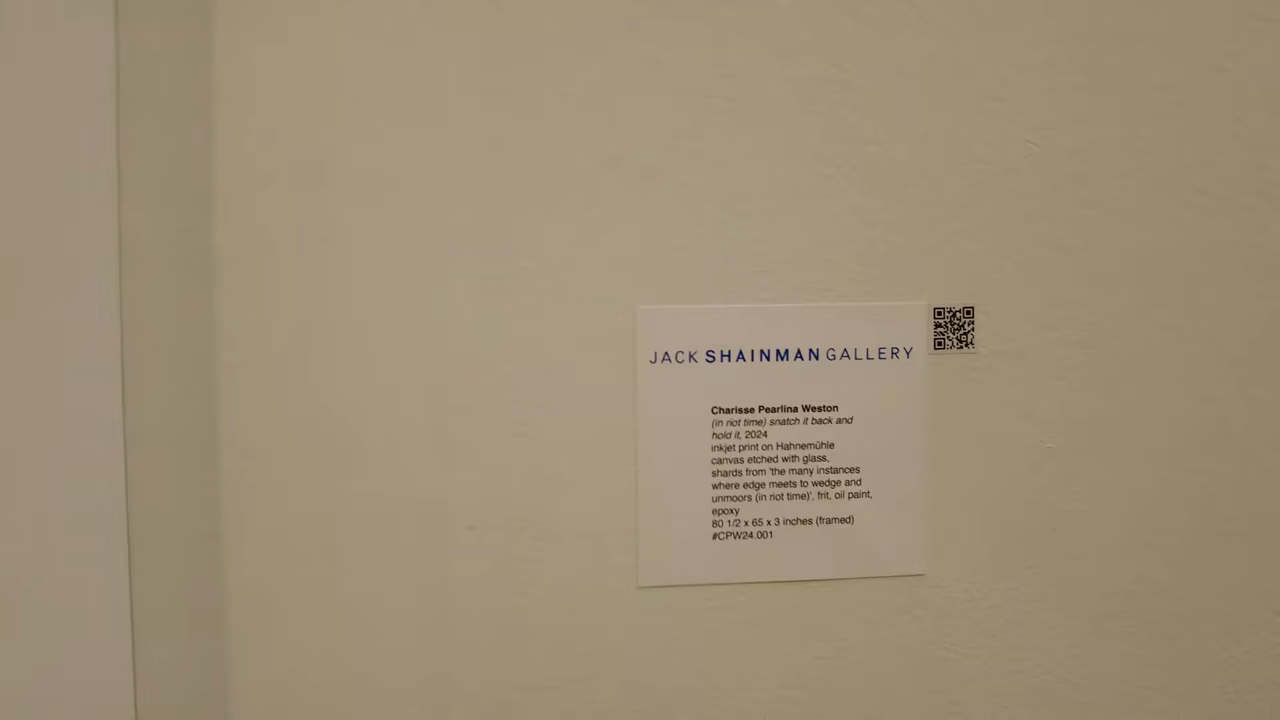 JACK SHAINMAN GALLERY
Charisse Pearlina Weston
(in riot time) snatch it back and
hold it, 2024
inkjet print on Hahnemühle
canvas etched with glass,
shards from 'the many instances
where edge meets to wedge and
unmoors (in riot time)', frit, oil paint,
epoxy
80 1/2 x 65 x 3 inches (framed)
#CPW24.001